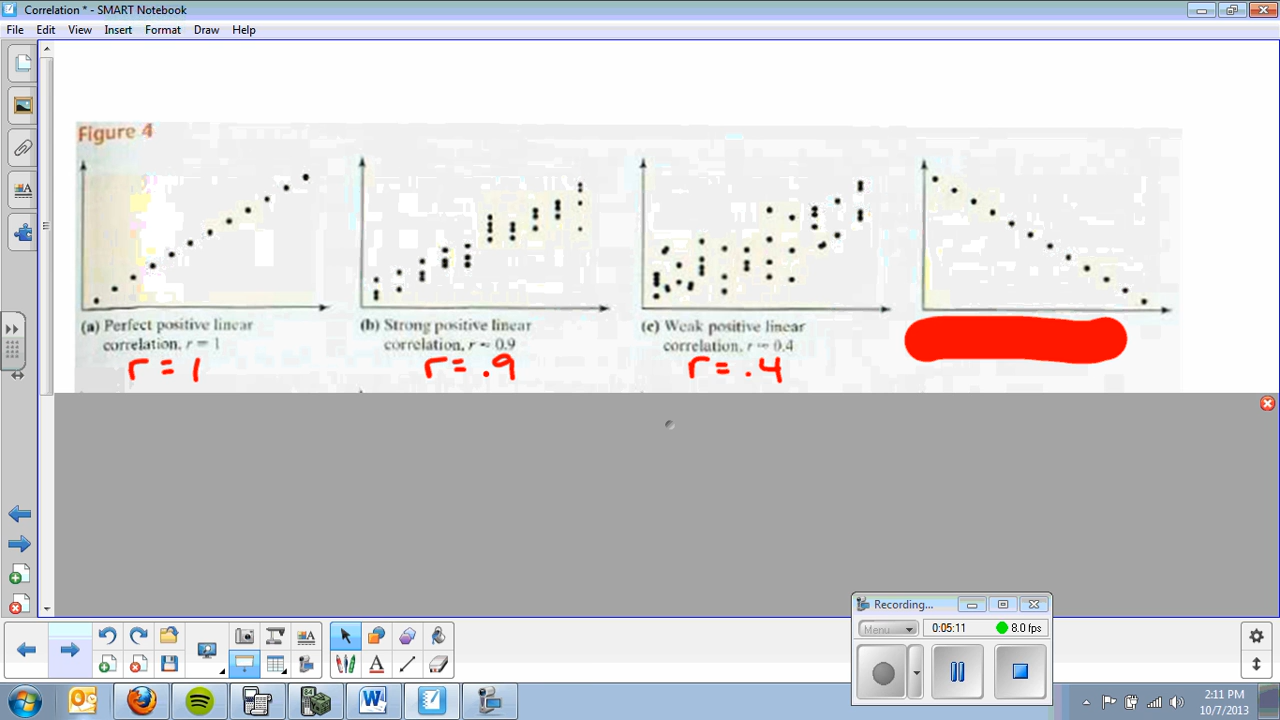 Correlation * - SMART Notebook
File Edit View Insert Format Draw Help
Figure 4
(a) Perfect positive linear
correlation, r = 1
r = 1
(b) Strong positive linear
correlation, r ≈ 0.9
r = .9
(c) Weak positive linear
correlation, r ≈ 0.4
r = .4
Recording...
Menu
0:05:11
8.0 fps
A
2:11 PM
10/7/2013